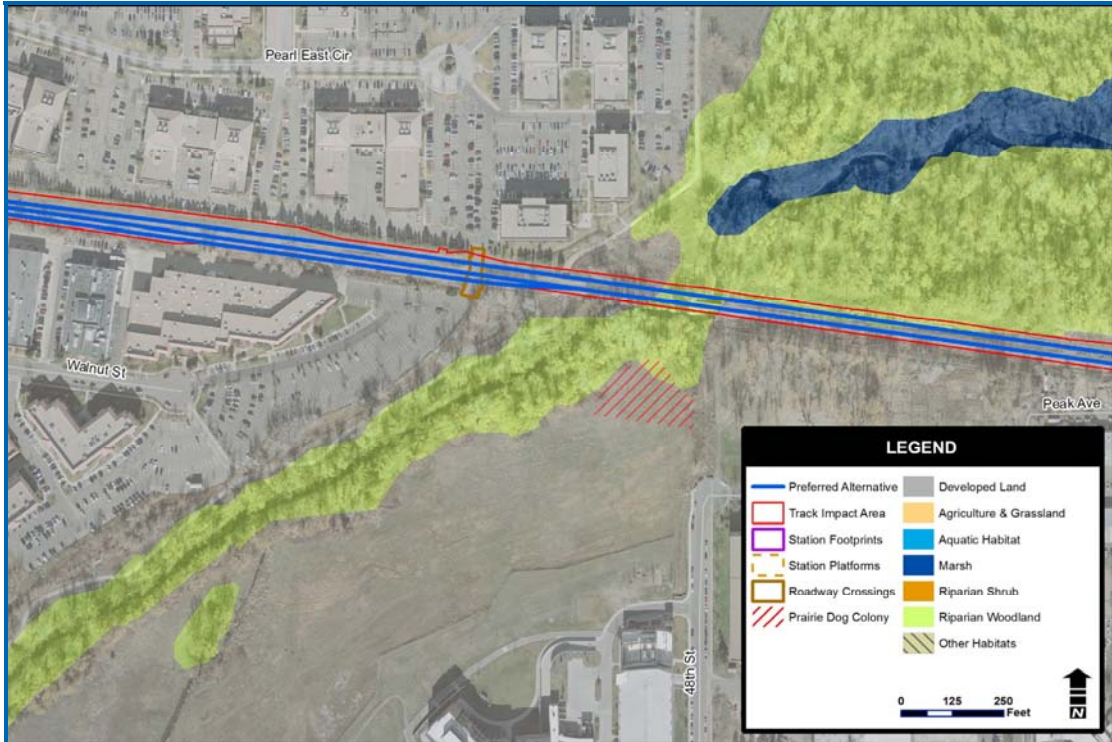 Pearl East Cir
Walnut St
Peak Ave
48th St
LEGEND
Preferred Alternative
Track Impact Area
Station Footprints
Station Platforms
Roadway Crossings
Prairie Dog Colony
Developed Land
Agriculture & Grassland
Aquatic Habitat
Marsh
Riparian Shrub
Riparian Woodland
Other Habitats
0 125 250
Feet
N